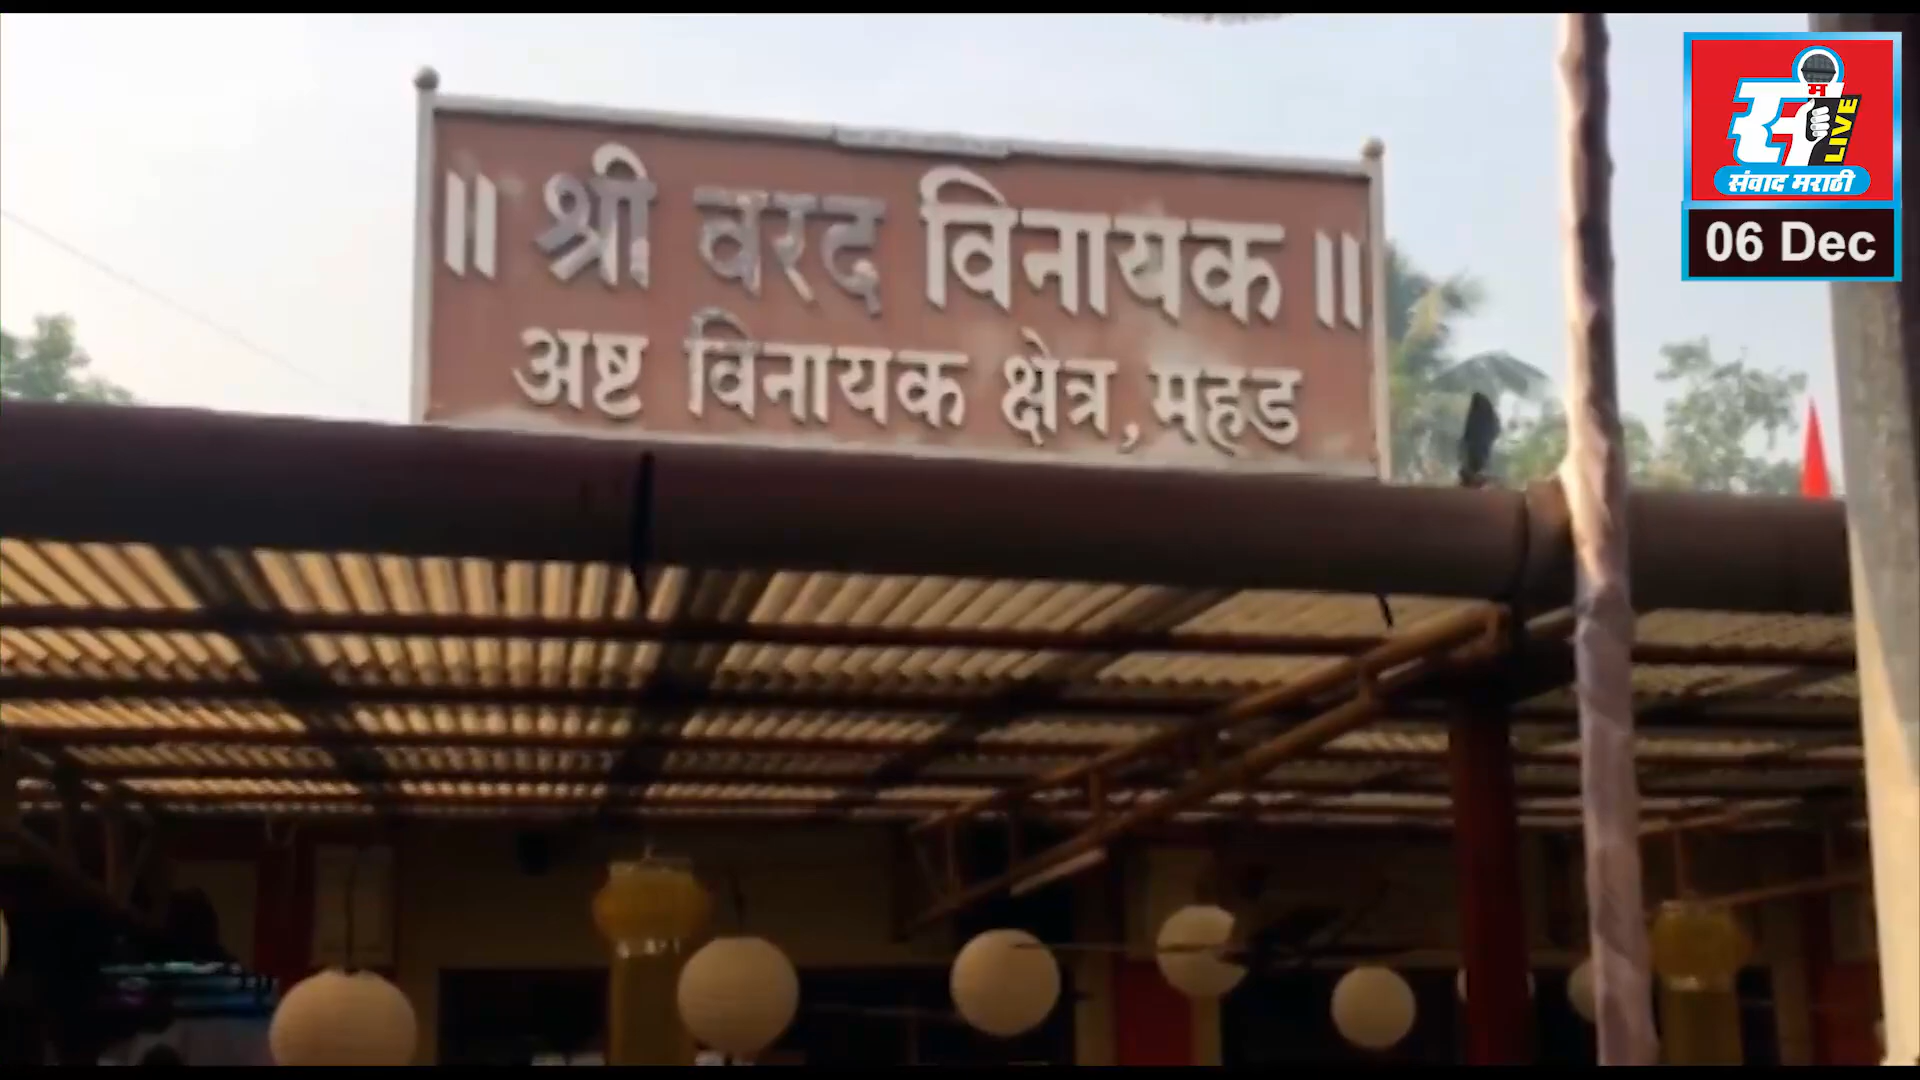 ॥ श्री वरद विनायक ॥
अष्ट विनायक क्षेत्र, महड
स म
LIVE
संवाद मराठी
06 Dec